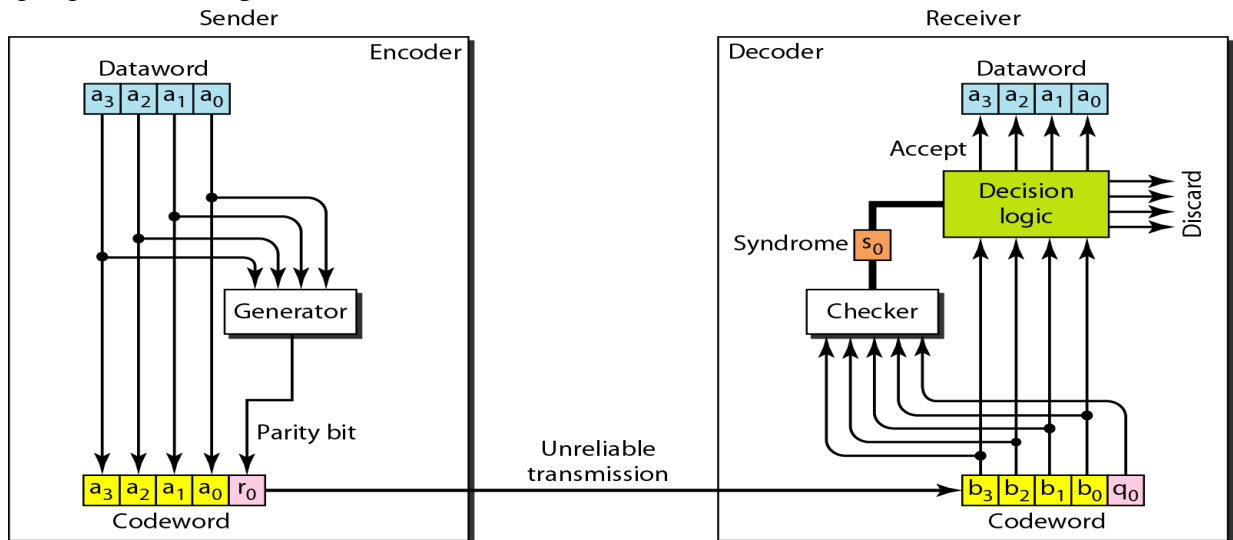 Sender
Receiver
Encoder
Decoder
Dataword
a3 a2 a1 a0
Dataword
a3 a2 a1 a0
Accept
Decision
logic
Discard
Syndrome
s0
Generator
Checker
Parity bit
Unreliable
transmission
a3 a2 a1 a0 r0
Codeword
b3 b2 b1 b0 q0
Codeword